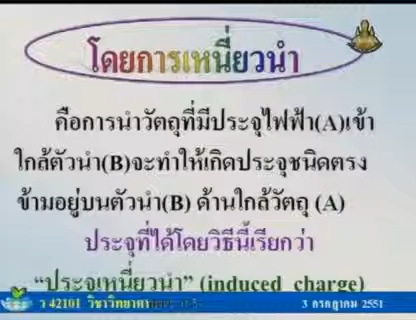 โดยการเหนี่ยวนำ
คือการนำวัตถุที่มีประจุไฟฟ้า(A)เข้า
ใกล้ตัวนำ(B)จะทำให้เกิดประจุชนิดตรง
ข้ามอยู่บนตัวนำ(B) ด้านใกล้วัตถุ (A)
ประจุที่ได้โดยวิธีนี้เรียกว่า
“ประจุเหนี่ยวนำ” (induced charge)
ว 42101 วิชาวิทยาศา 3 กรกฎาคม 2551